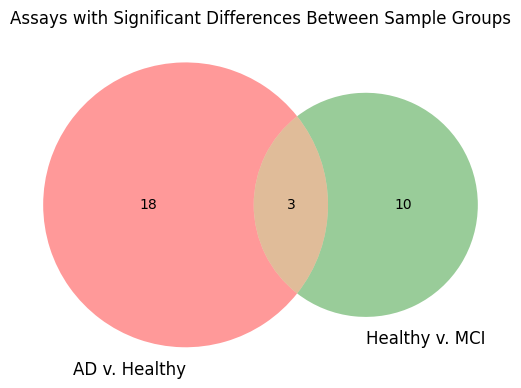 Assays with Significant Differences Between Sample Groups
18
3
10
Healthy v. MCI
AD v. Healthy